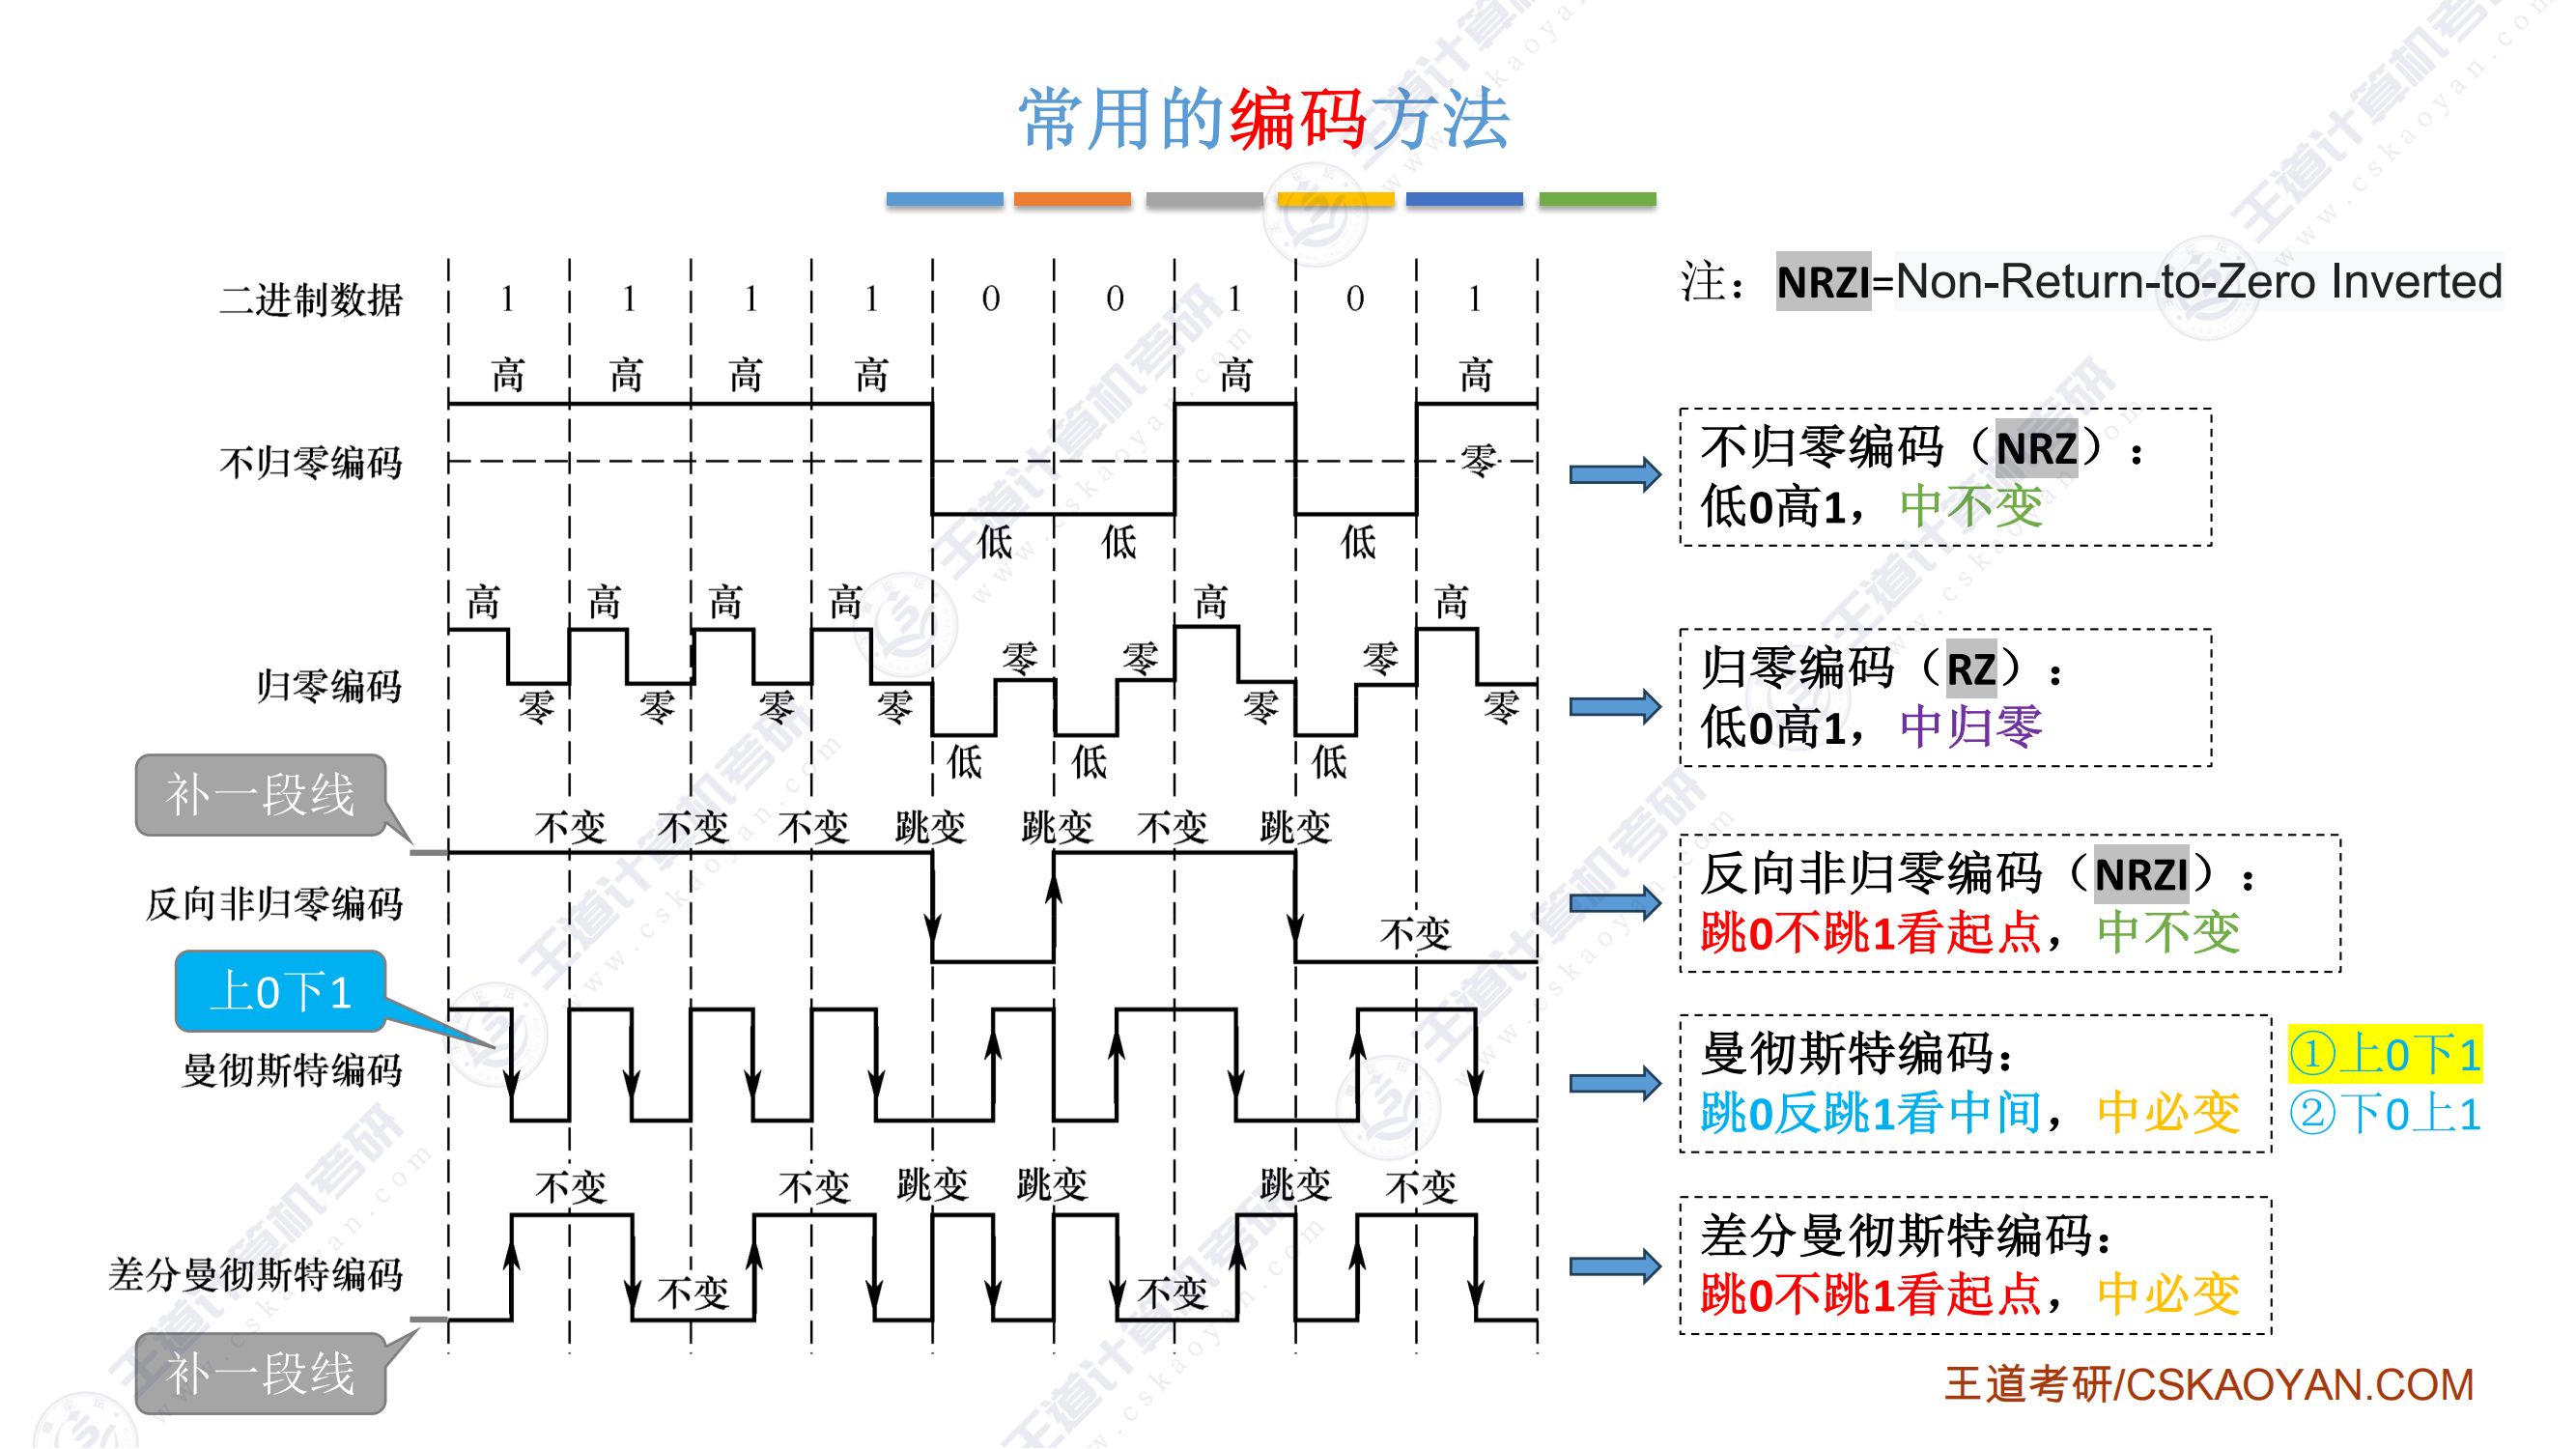 常用的编码方法
注：NRZI=Non-Return-to-Zero Inverted
二进制数据 1 1 1 1 0 0 1 0 1
高 高 高 高 高 高
不归零编码 零
低 低 低
不归零编码（NRZ）：
低0高1，中不变
高 高 高 高 高 高
零 零 零
归零编码
零 零 零 零 零 零
低 低 低
归零编码（RZ）：
低0高1，中归零
补一段线
不变 不变 不变 跳变 跳变 不变 跳变
反向非归零编码
不变
反向非归零编码（NRZI）：
跳0不跳1看起点，中不变
上0下1
曼彻斯特编码
曼彻斯特编码：
跳0反跳1看中间，中必变
①上0下1
②下0上1
不变 不变 跳变 跳变 跳变 不变
差分曼彻斯特编码
不变 不变
补一段线
差分曼彻斯特编码：
跳0不跳1看起点，中必变
王道考研/CSKAOYAN.COM
王道计算机考研
www.cskaoyan.com